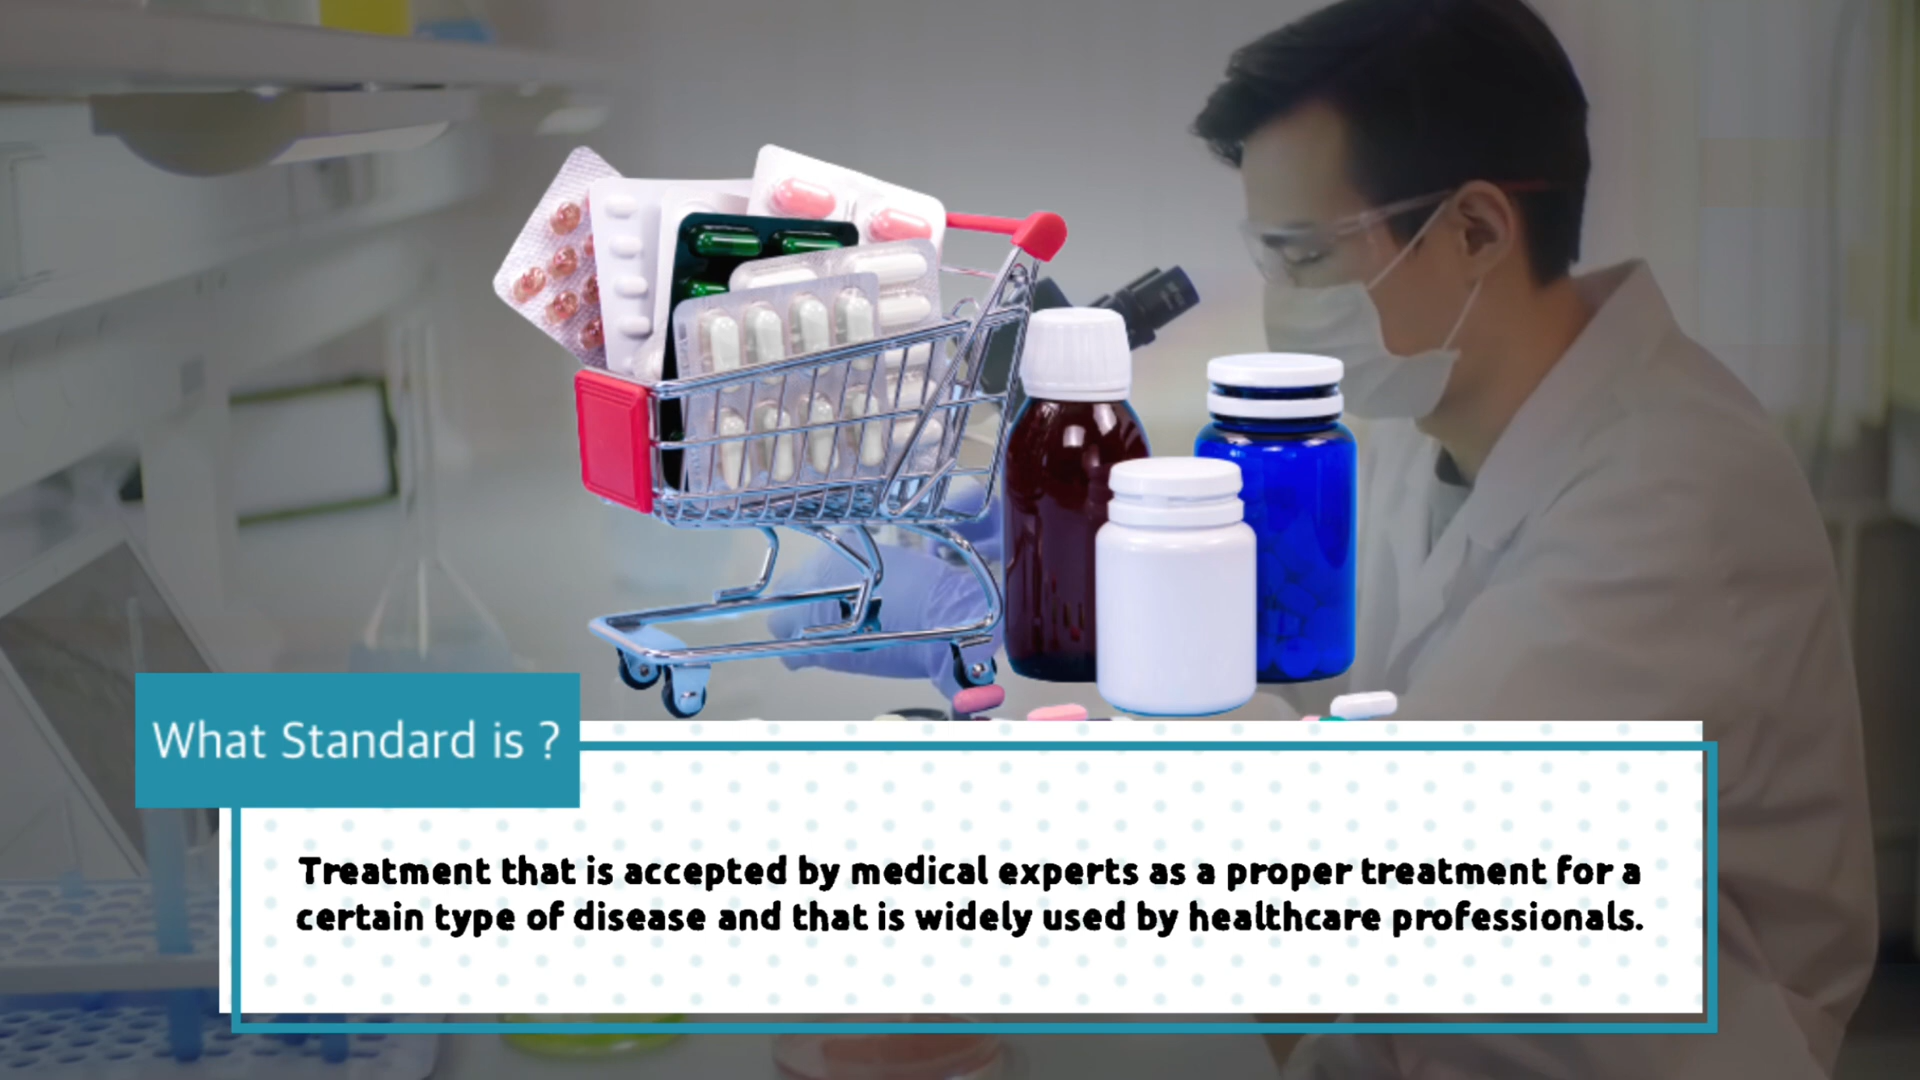 What Standard is ?
Treatment that is accepted by medical experts as a proper treatment for a
certain type of disease and that is widely used by healthcare professionals.